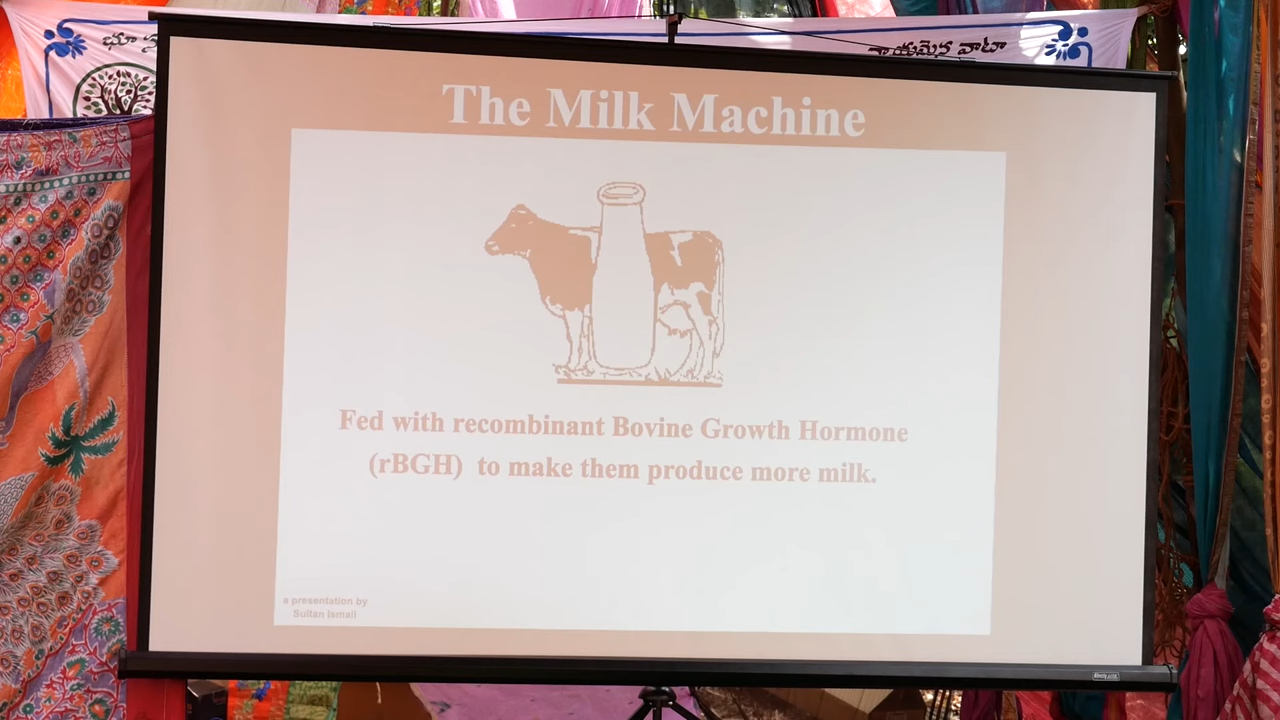 భూ
న్యాయమైన వాటా
The Milk Machine
Fed with recombinant Bovine Growth Hormone
(rBGH) to make them produce more milk.
a presentation by
Sultan Ismail